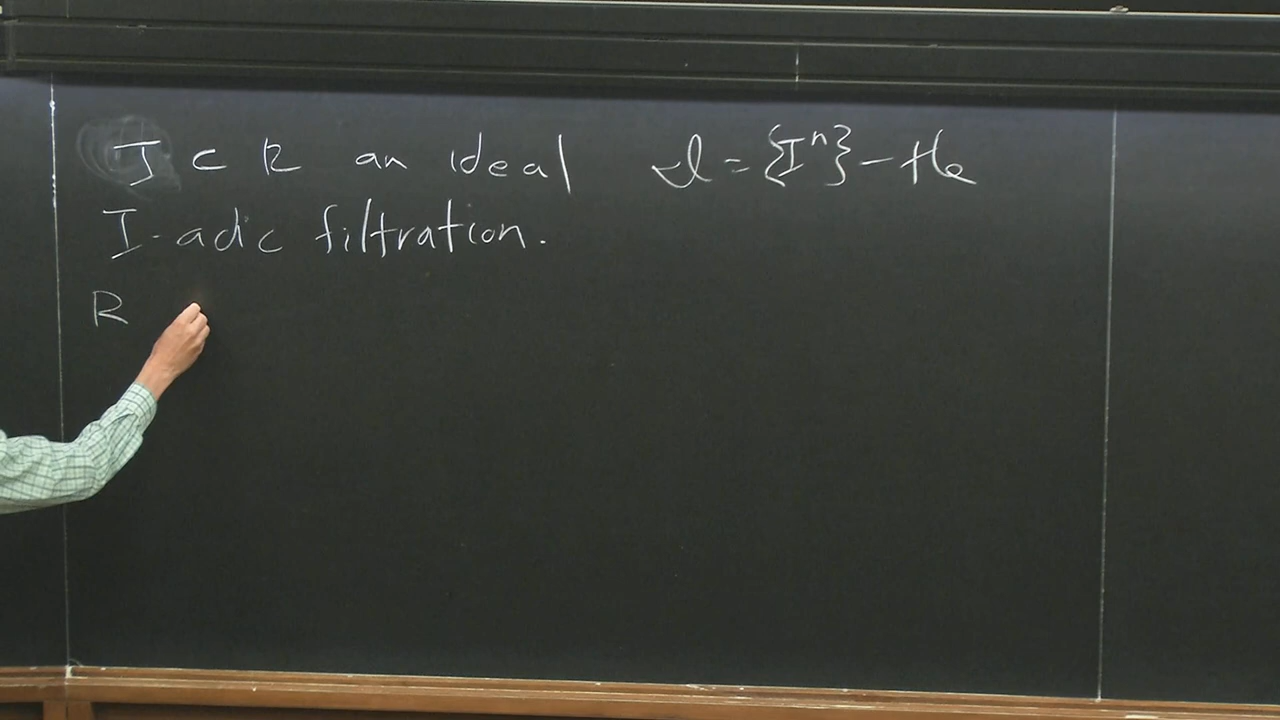 I ⊂ R an ideal 𝓘 = {Iⁿ} – the
I-adic filtration.
R